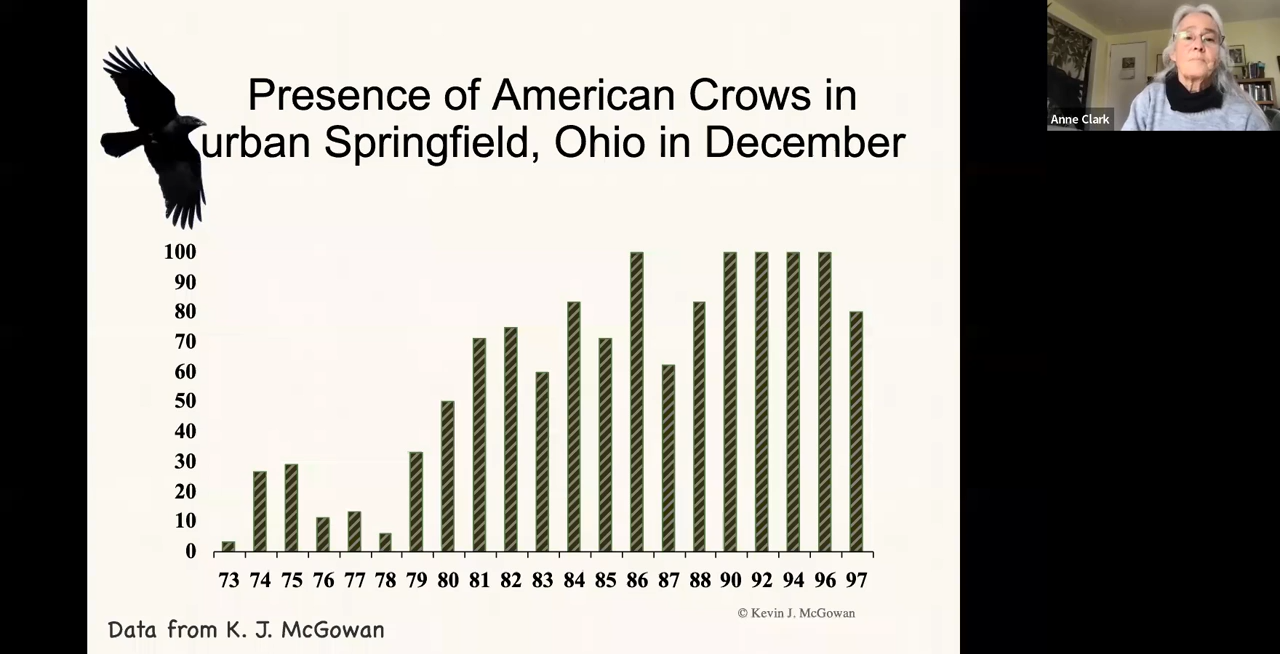 Presence of American Crows in
urban Springfield, Ohio in December
Anne Clark
100
90
80
70
60
50
40
30
20
10
0
73 74 75 76 77 78 79 80 81 82 83 84 85 86 87 88 90 92 94 96 97
© Kevin J. McGowan
Data from K. J. McGowan